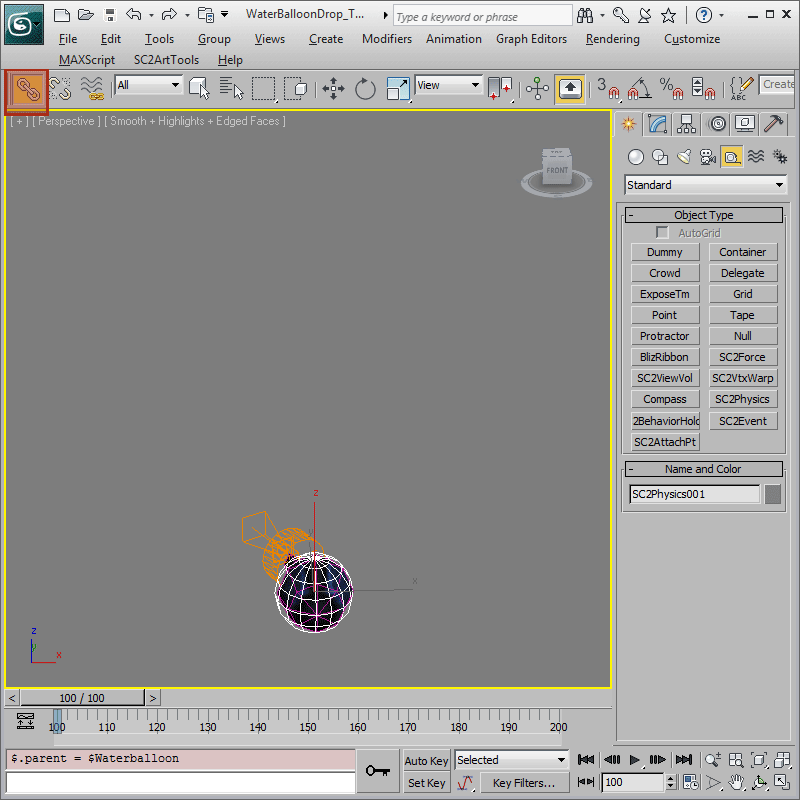 WaterBalloonDrop_T...
Type a keyword or phrase
File Edit Tools Group Views Create Modifiers Animation Graph Editors Rendering Customize
MAXScript SC2ArtTools Help
All
View
3
%
ABC
Create
[ + ] [ Perspective ] [ Smooth + Highlights + Edged Faces ]
FRONT
Standard
- Object Type
AutoGrid
Dummy Container
Crowd Delegate
ExposeTm Grid
Point Tape
Protractor Null
BlizRibbon SC2Force
SC2ViewVol SC2VtxWarp
Compass SC2Physics
2BehaviorHold SC2Event
SC2AttachPt
- Name and Color
SC2Physics001
z
x
z
y
x
< 100 / 100 >
100 110 120 130 140 150 160 170 180 190 200
$.parent = $Waterballoon
Auto Key Selected
Set Key Key Filters...
100